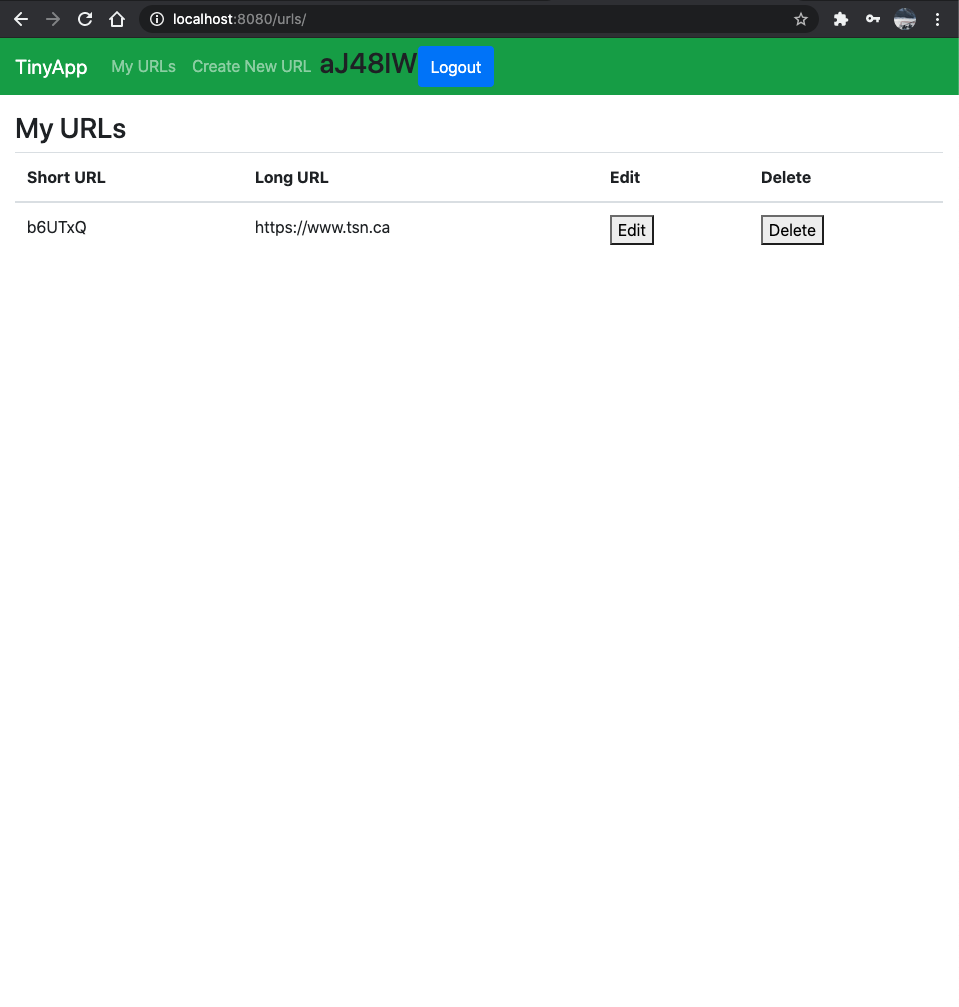 localhost:8080/urls/
TinyApp My URLs Create New URL aJ48lW Logout
My URLs
Short URL Long URL Edit Delete
b6UTxQ https://www.tsn.ca Edit Delete